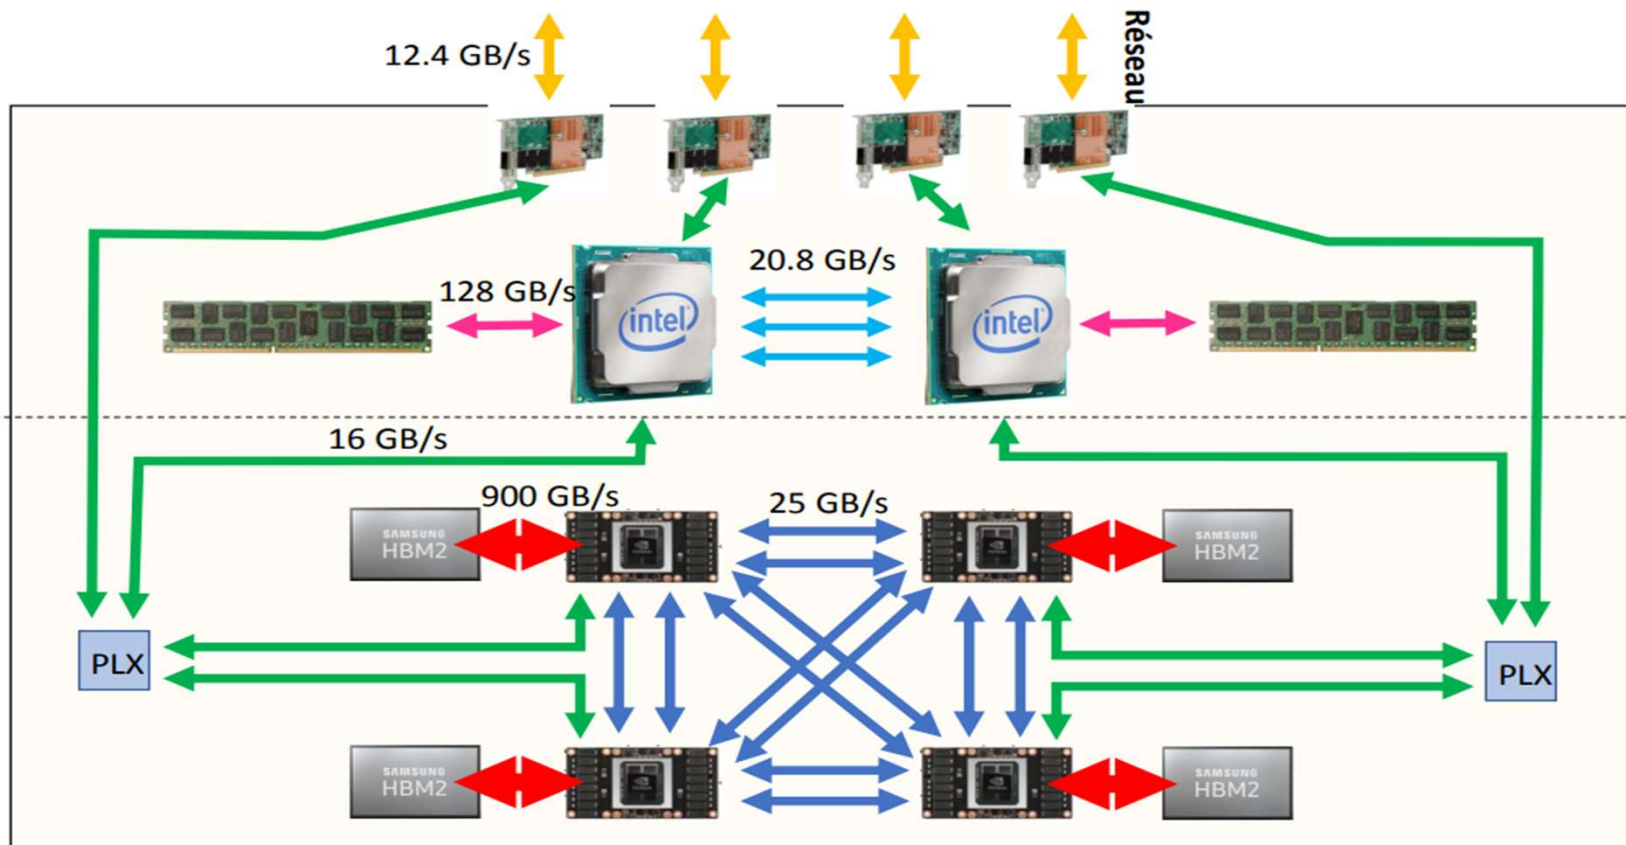 Réseau
12.4 GB/s
20.8 GB/s
128 GB/s
intel
intel
16 GB/s
900 GB/s
25 GB/s
SAMSUNG
HBM2
SAMSUNG
HBM2
PLX
PLX
SAMSUNG
HBM2
SAMSUNG
HBM2